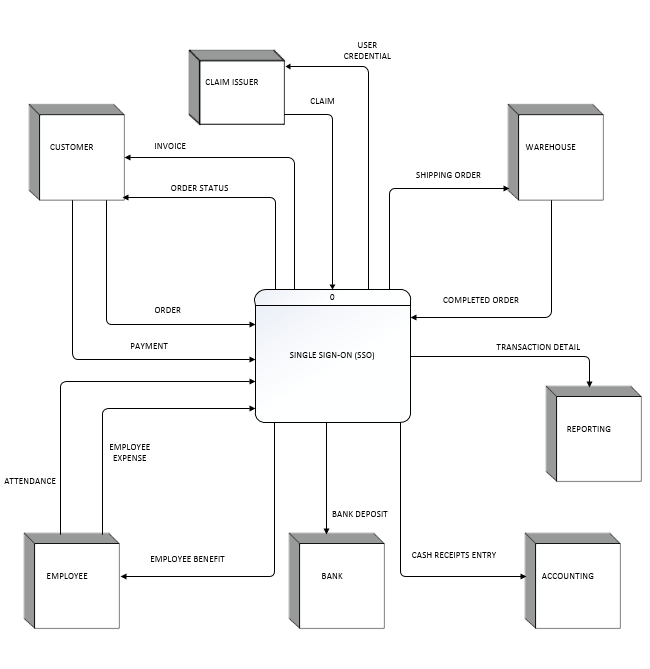 USER
CREDENTIAL
CLAIM ISSUER
CLAIM
CUSTOMER
INVOICE
WAREHOUSE
ORDER STATUS
SHIPPING ORDER
0
COMPLETED ORDER
ORDER
PAYMENT
SINGLE SIGN-ON (SSO)
TRANSACTION DETAIL
REPORTING
EMPLOYEE
EXPENSE
ATTENDANCE
BANK DEPOSIT
EMPLOYEE BENEFIT
CASH RECEIPTS ENTRY
EMPLOYEE
BANK
ACCOUNTING